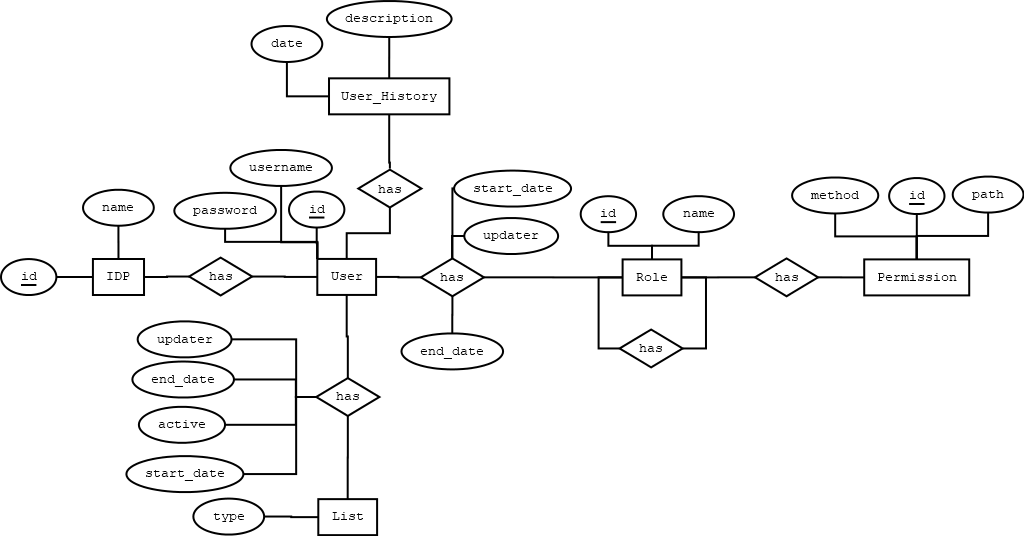 description
date
User_History
username
has
start_date
name
password
id
id
name
method
id
path
updater
id
IDP
has
User
has
Role
has
Permission
updater
end_date
has
end_date
active
has
start_date
type
List